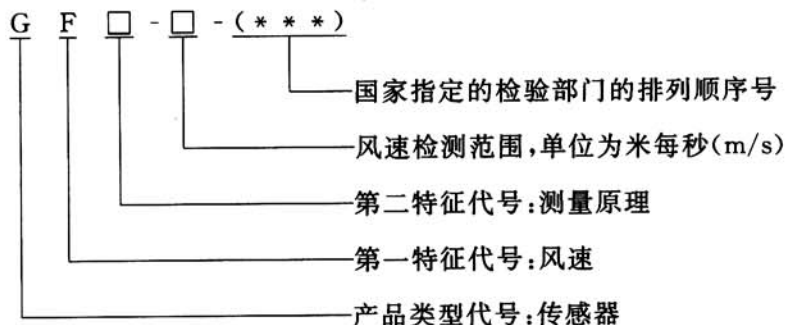 G F □ - □ - (***)
国家指定的检验部门的排列顺序号
风速检测范围,单位为米每秒(m/s)
第二特征代号:测量原理
第一特征代号:风速
产品类型代号:传感器